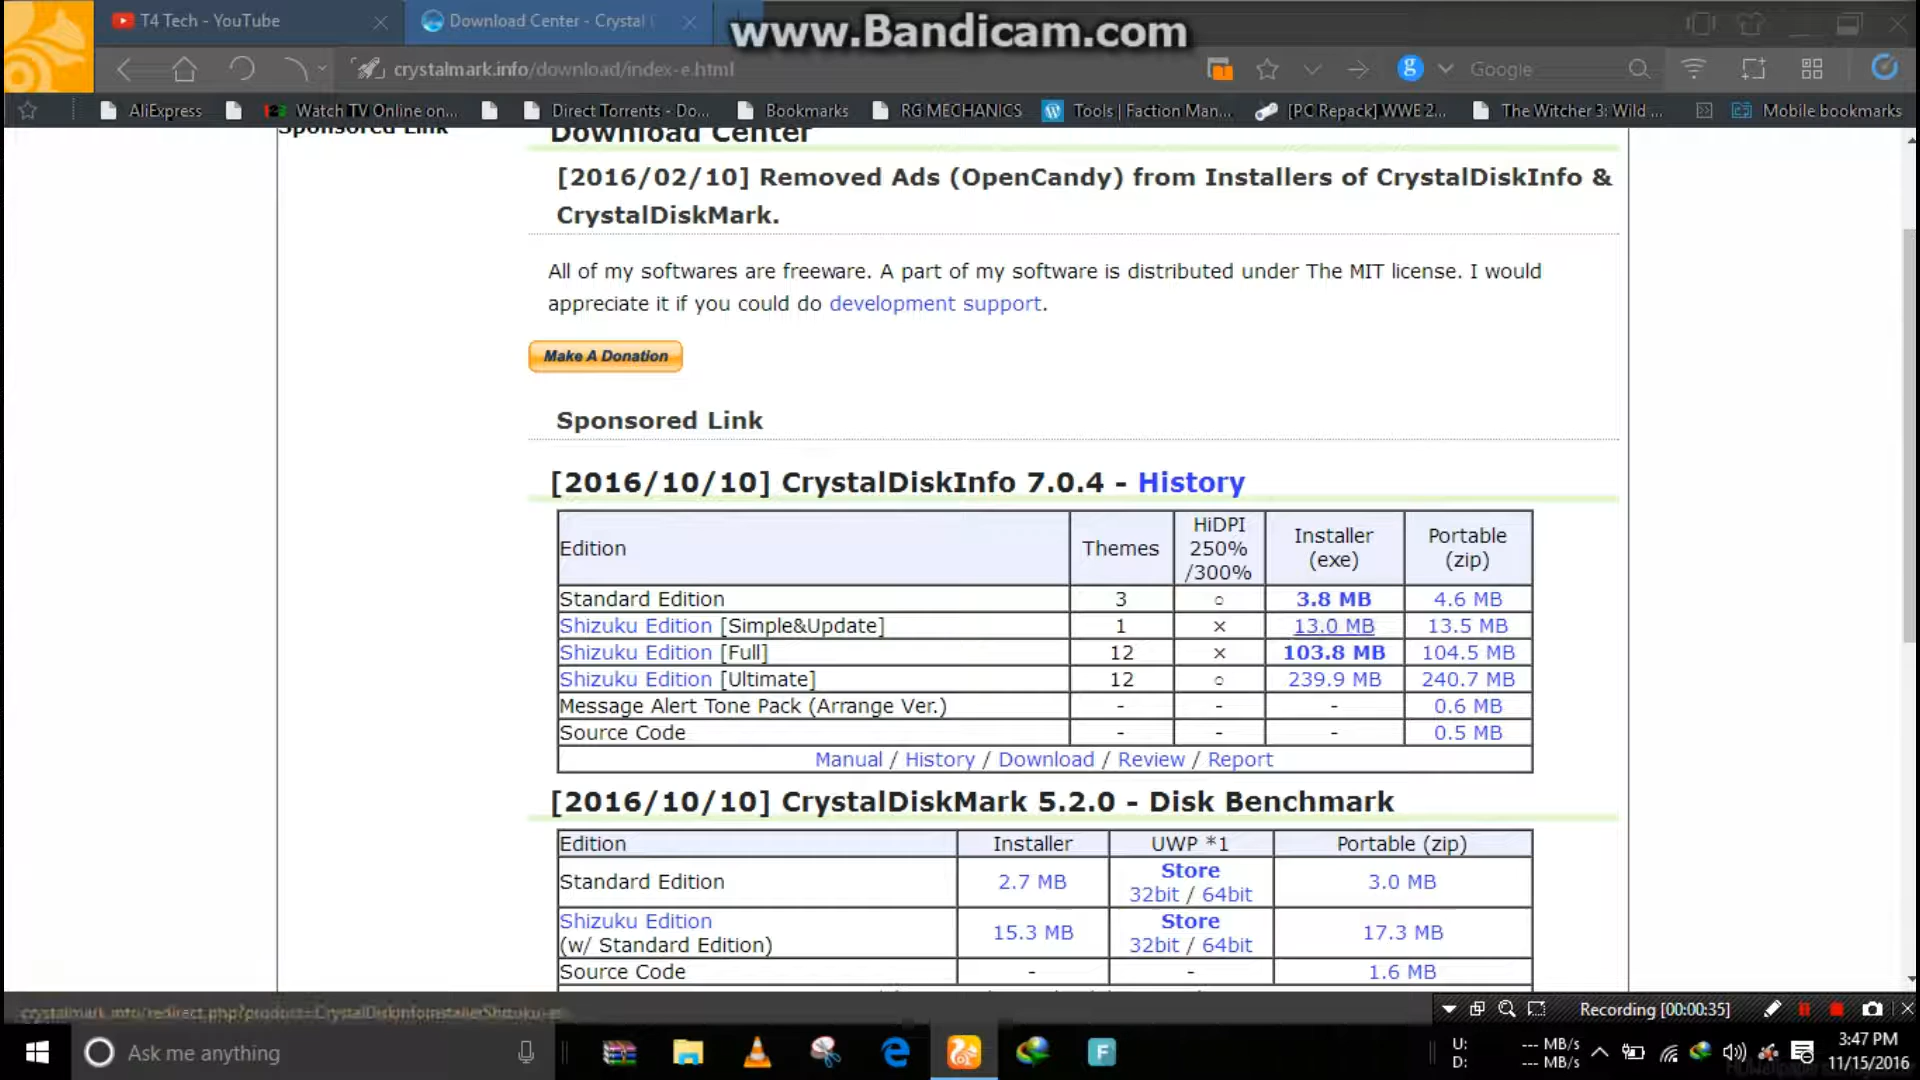 T4 Tech - YouTube
Download Center - Crystal
www.Bandicam.com
crystalmark.info/download/index-e.html
Google
AliExpress
Watch TV Online on...
Direct Torrents - Do...
Bookmarks
RG MECHANICS
Tools | Faction Man...
[PC Repack] WWE 2...
The Witcher 3: Wild ...
Mobile bookmarks
Sponsored Link
Download Center
[2016/02/10] Removed Ads (OpenCandy) from Installers of CrystalDiskInfo &
CrystalDiskMark.
All of my softwares are freeware. A part of my software is distributed under The MIT license. I would
appreciate it if you could do development support.
Make A Donation
Sponsored Link
[2016/10/10] CrystalDiskInfo 7.0.4 - History
Edition Themes HiDPI 250% /300% Installer (exe) Portable (zip)
Standard Edition 3 ○ 3.8 MB 4.6 MB
Shizuku Edition [Simple&Update] 1 × 13.0 MB 13.5 MB
Shizuku Edition [Full] 12 × 103.8 MB 104.5 MB
Shizuku Edition [Ultimate] 12 ○ 239.9 MB 240.7 MB
Message Alert Tone Pack (Arrange Ver.) - - - 0.6 MB
Source Code - - - 0.5 MB
Manual / History / Download / Review / Report
[2016/10/10] CrystalDiskMark 5.2.0 - Disk Benchmark
Edition Installer UWP *1 Portable (zip)
Standard Edition 2.7 MB Store 32bit / 64bit 3.0 MB
Shizuku Edition (w/ Standard Edition) 15.3 MB Store 32bit / 64bit 17.3 MB
Source Code - - 1.6 MB
Recording [00:00:35]
Ask me anything
U: --- MB/s
D: --- MB/s
3:47 PM
11/15/2016